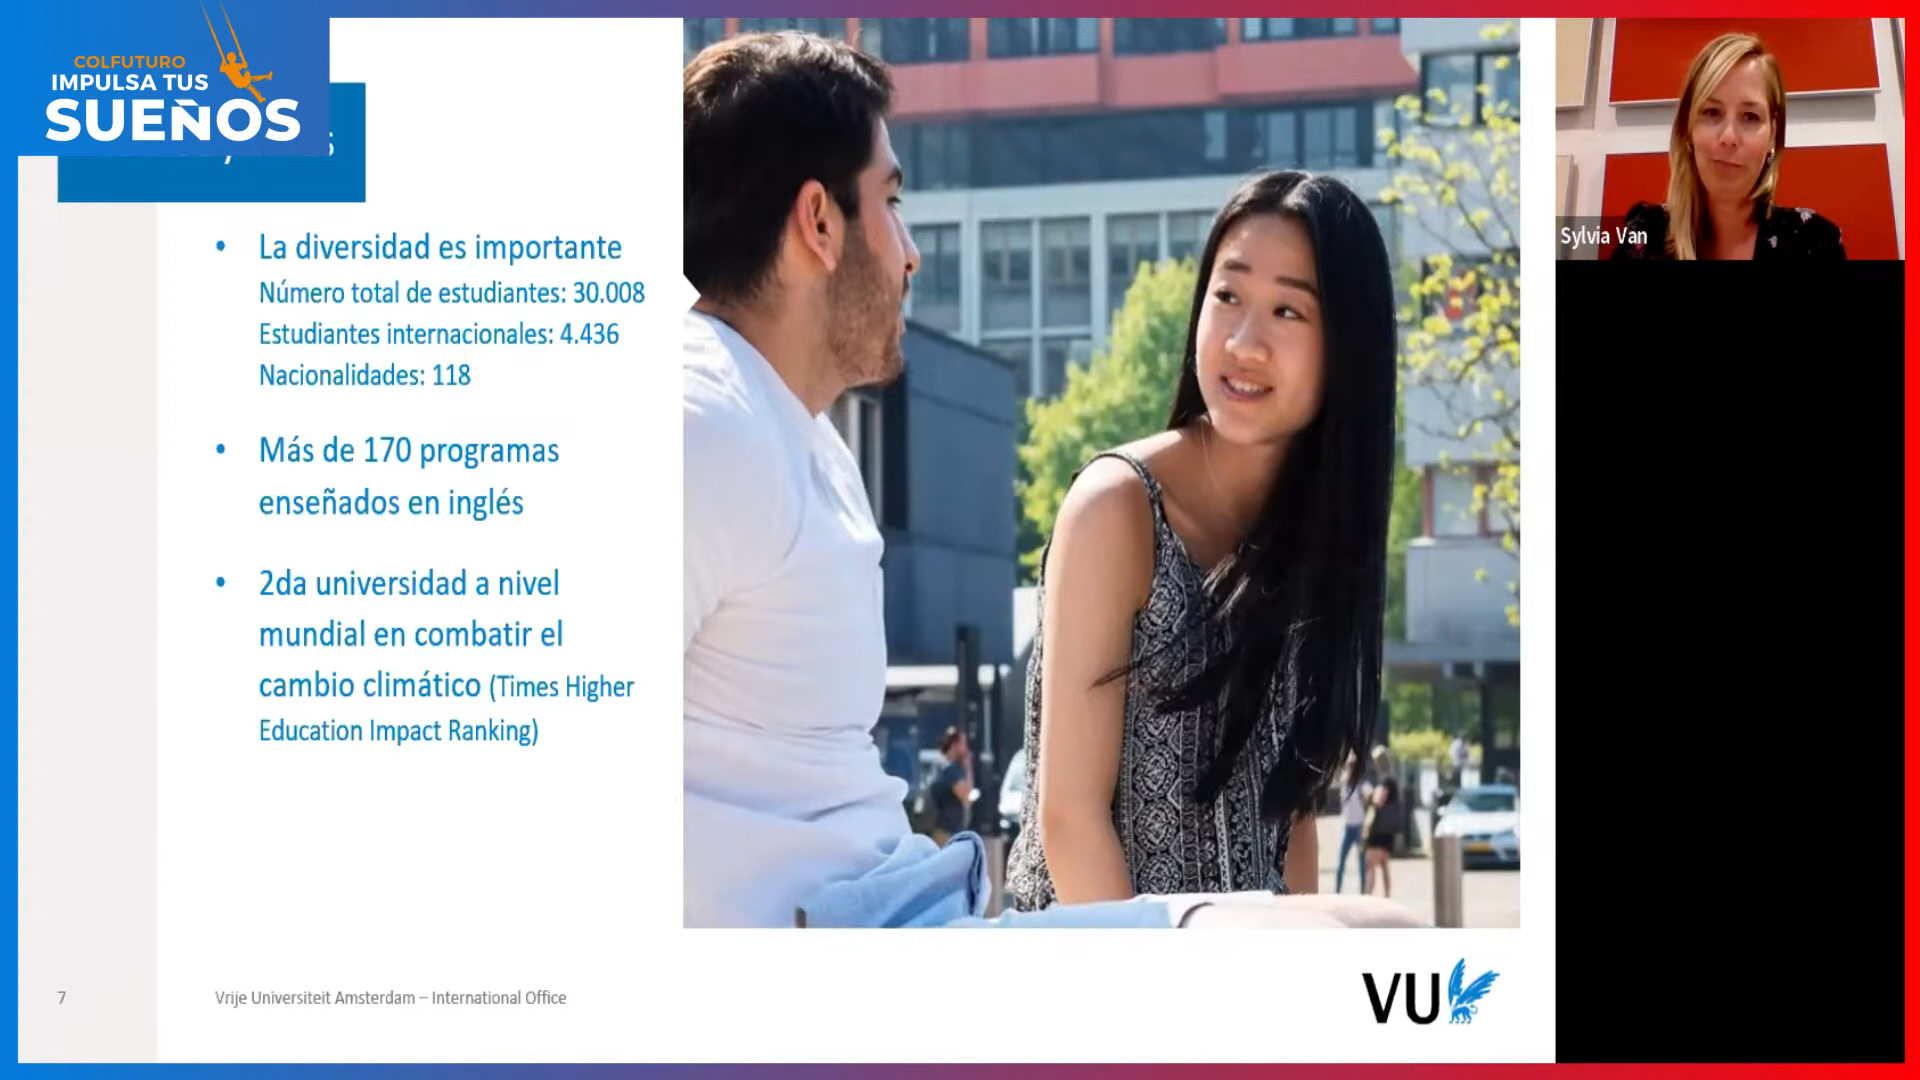 COLFUTURO
IMPULSA TUS
SUEÑOS
• La diversidad es importante
Número total de estudiantes: 30.008
Estudiantes internacionales: 4.436
Nacionalidades: 118
• Más de 170 programas
enseñados en inglés
• 2da universidad a nivel
mundial en combatir el
cambio climático (Times Higher
Education Impact Ranking)
7
Vrije Universiteit Amsterdam – International Office
VU
Sylvia Van